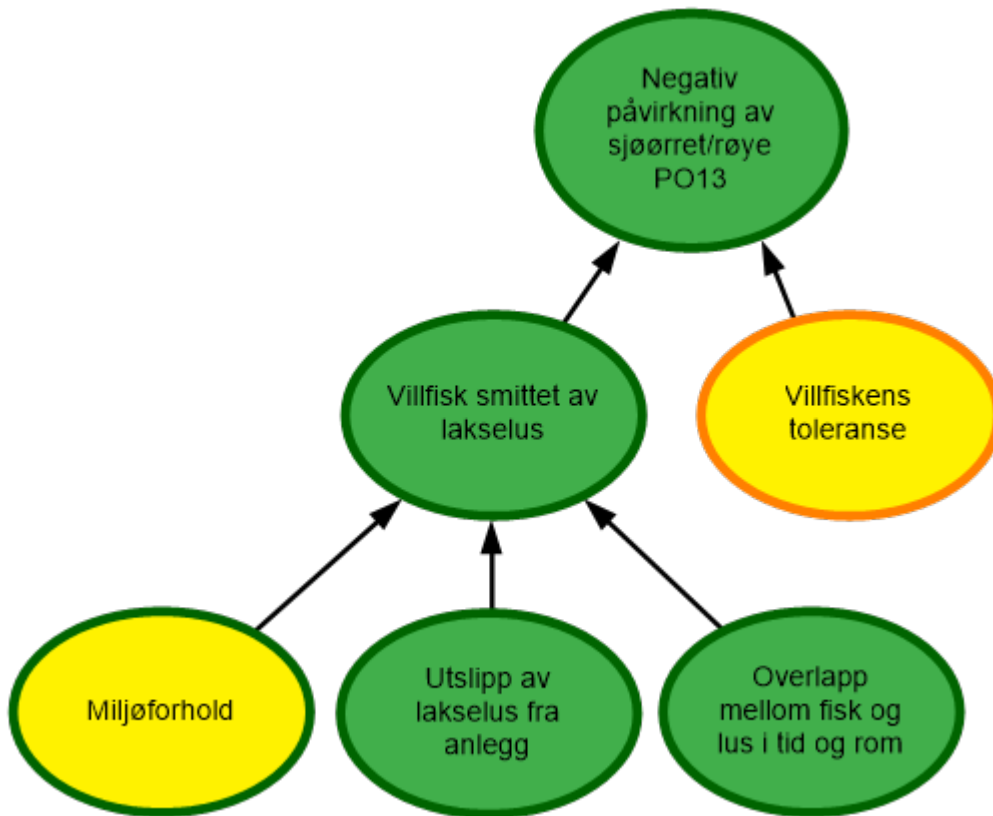 Negativ
påvirkning av
sjøørret/røye
PO13
Villfisk smittet av
lakselus
Villfiskens
toleranse
Miljøforhold
Utslipp av
lakselus fra
anlegg
Overlapp
mellom fisk og
lus i tid og rom